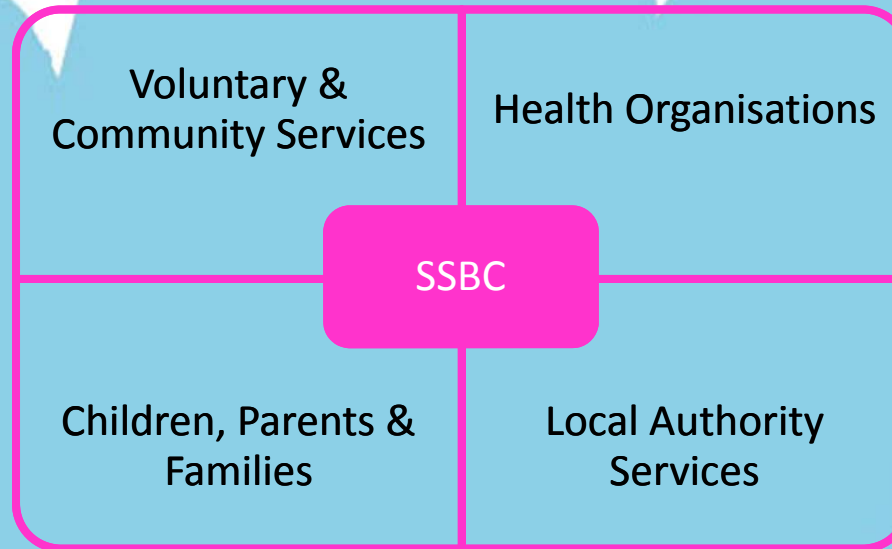 Voluntary &
Community Services
Health Organisations
SSBC
Children, Parents &
Families
Local Authority
Services